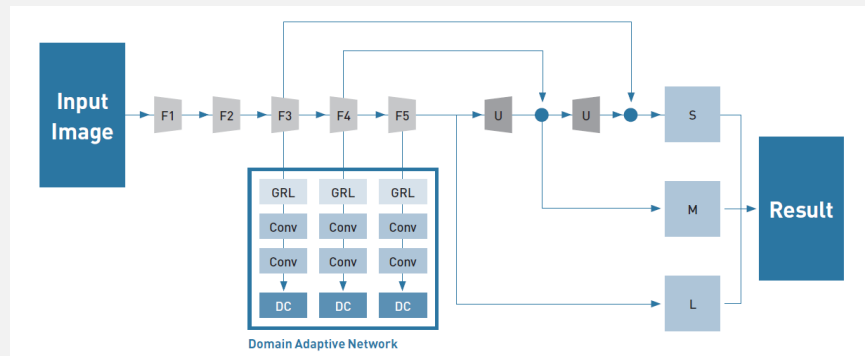 Input
Image
F1
F2
F3
F4
F5
U
U
S
GRL
GRL
GRL
Conv
Conv
Conv
Conv
Conv
Conv
DC
DC
DC
M
L
Result
Domain Adaptive Network